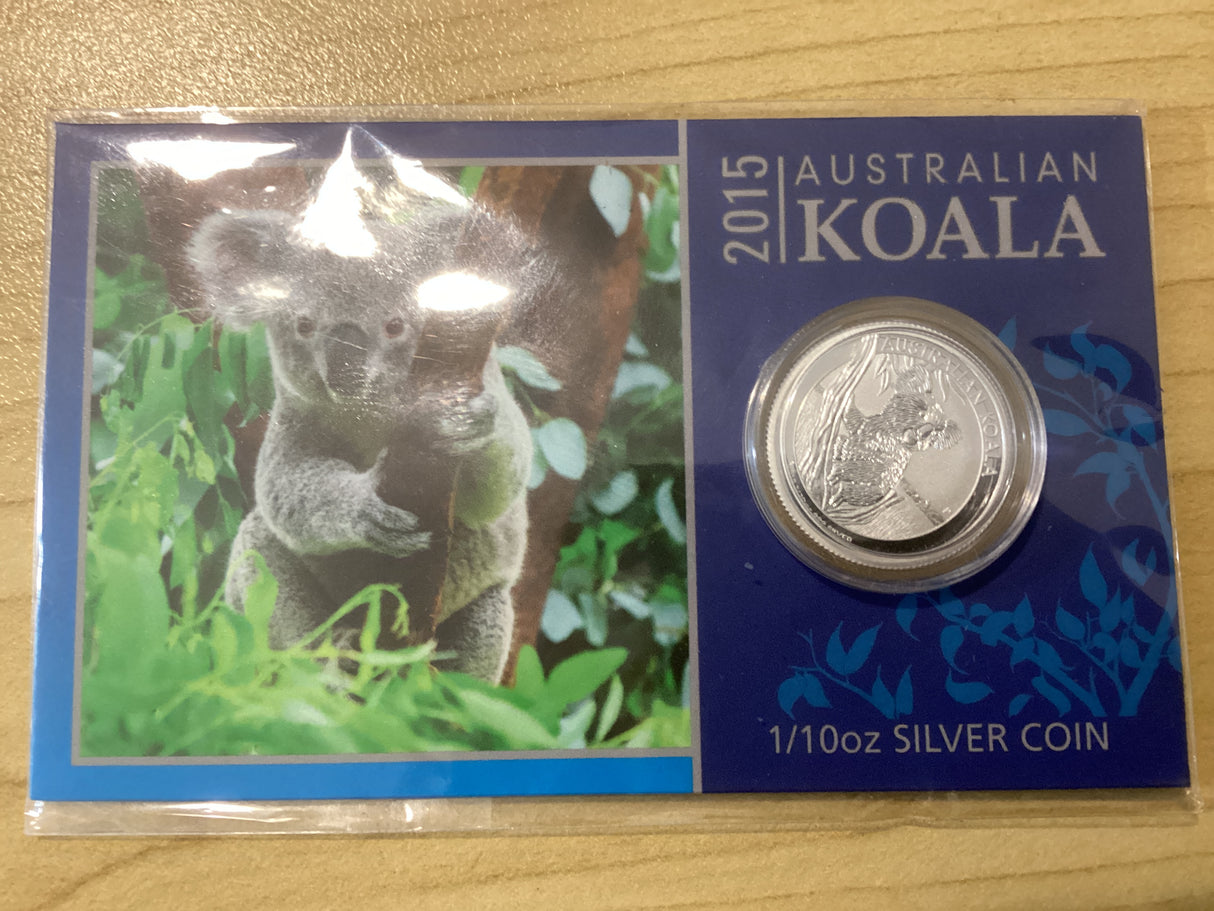 2015
AUSTRALIAN
KOALA
AUSTRALIAN KOALA
1/10oz SILVER COIN